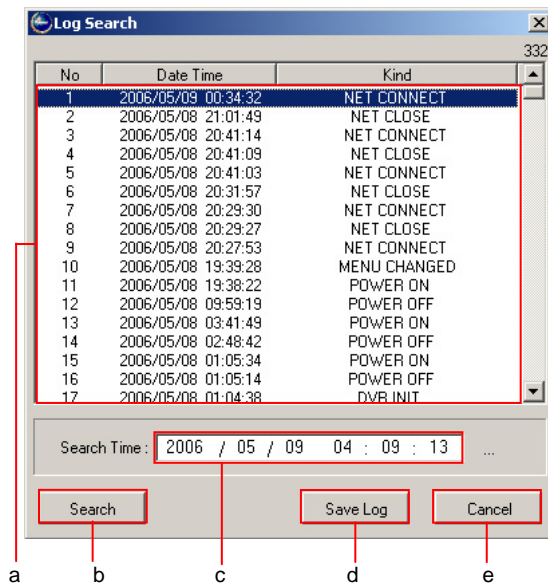 Log Search
332
No Date Time Kind
1 2006/05/09 00:34:32 NET CONNECT
2 2006/05/08 21:01:49 NET CLOSE
3 2006/05/08 20:41:14 NET CONNECT
4 2006/05/08 20:41:09 NET CLOSE
5 2006/05/08 20:41:03 NET CONNECT
6 2006/05/08 20:31:57 NET CLOSE
7 2006/05/08 20:29:30 NET CONNECT
8 2006/05/08 20:29:27 NET CLOSE
9 2006/05/08 20:27:53 NET CONNECT
10 2006/05/08 19:39:28 MENU CHANGED
11 2006/05/08 19:38:22 POWER ON
12 2006/05/08 09:59:19 POWER OFF
13 2006/05/08 03:41:49 POWER ON
14 2006/05/08 02:48:42 POWER OFF
15 2006/05/08 01:05:34 POWER ON
16 2006/05/08 01:05:14 POWER OFF
17 2006/05/08 01:04:38 DVR INIT
Search Time : 2006 / 05 / 09 04 : 09 : 13 ...
Search Save Log Cancel
a b c d e